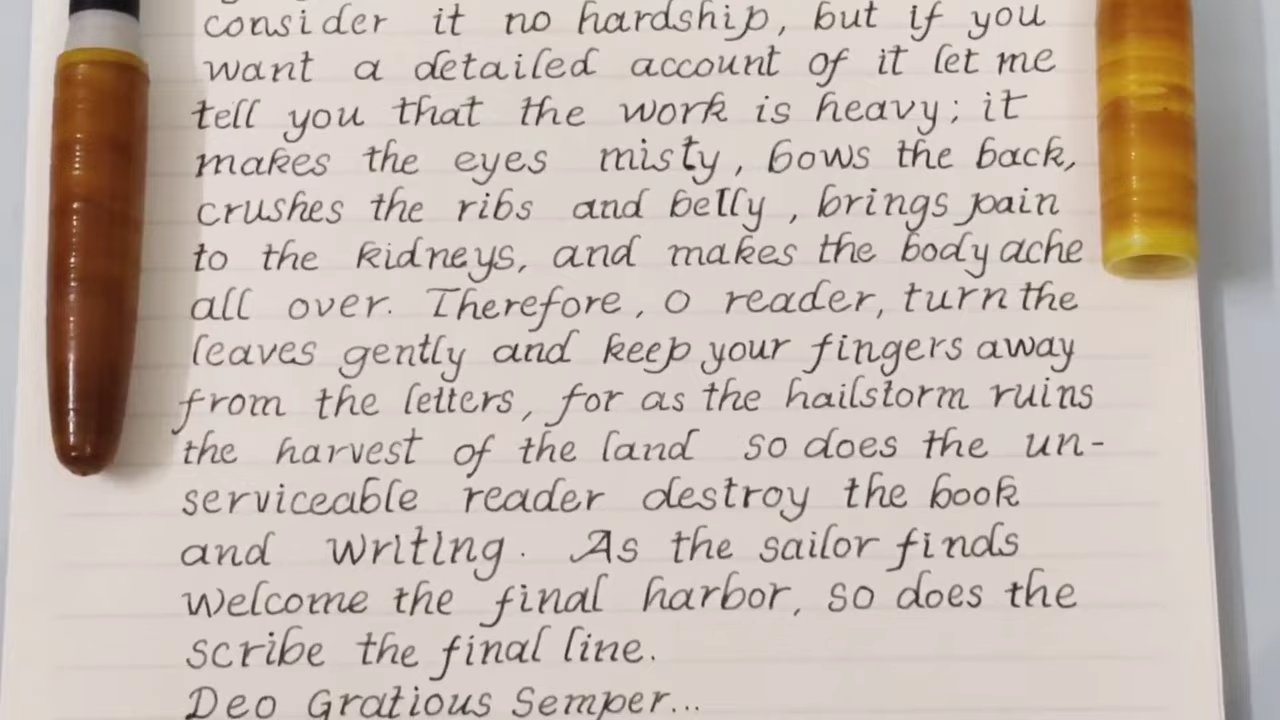 consider it no hardship, but if you
want a detailed account of it let me
tell you that the work is heavy; it
makes the eyes misty, bows the back,
crushes the ribs and belly, brings pain
to the kidneys, and makes the body ache
all over. Therefore, O reader, turn the
leaves gently and keep your fingers away
from the letters, for as the hailstorm ruins
the harvest of the land so does the un-
serviceable reader destroy the book
and writing. As the sailor finds
welcome the final harbor, so does the
scribe the final line.
Deo Gratious Semper...